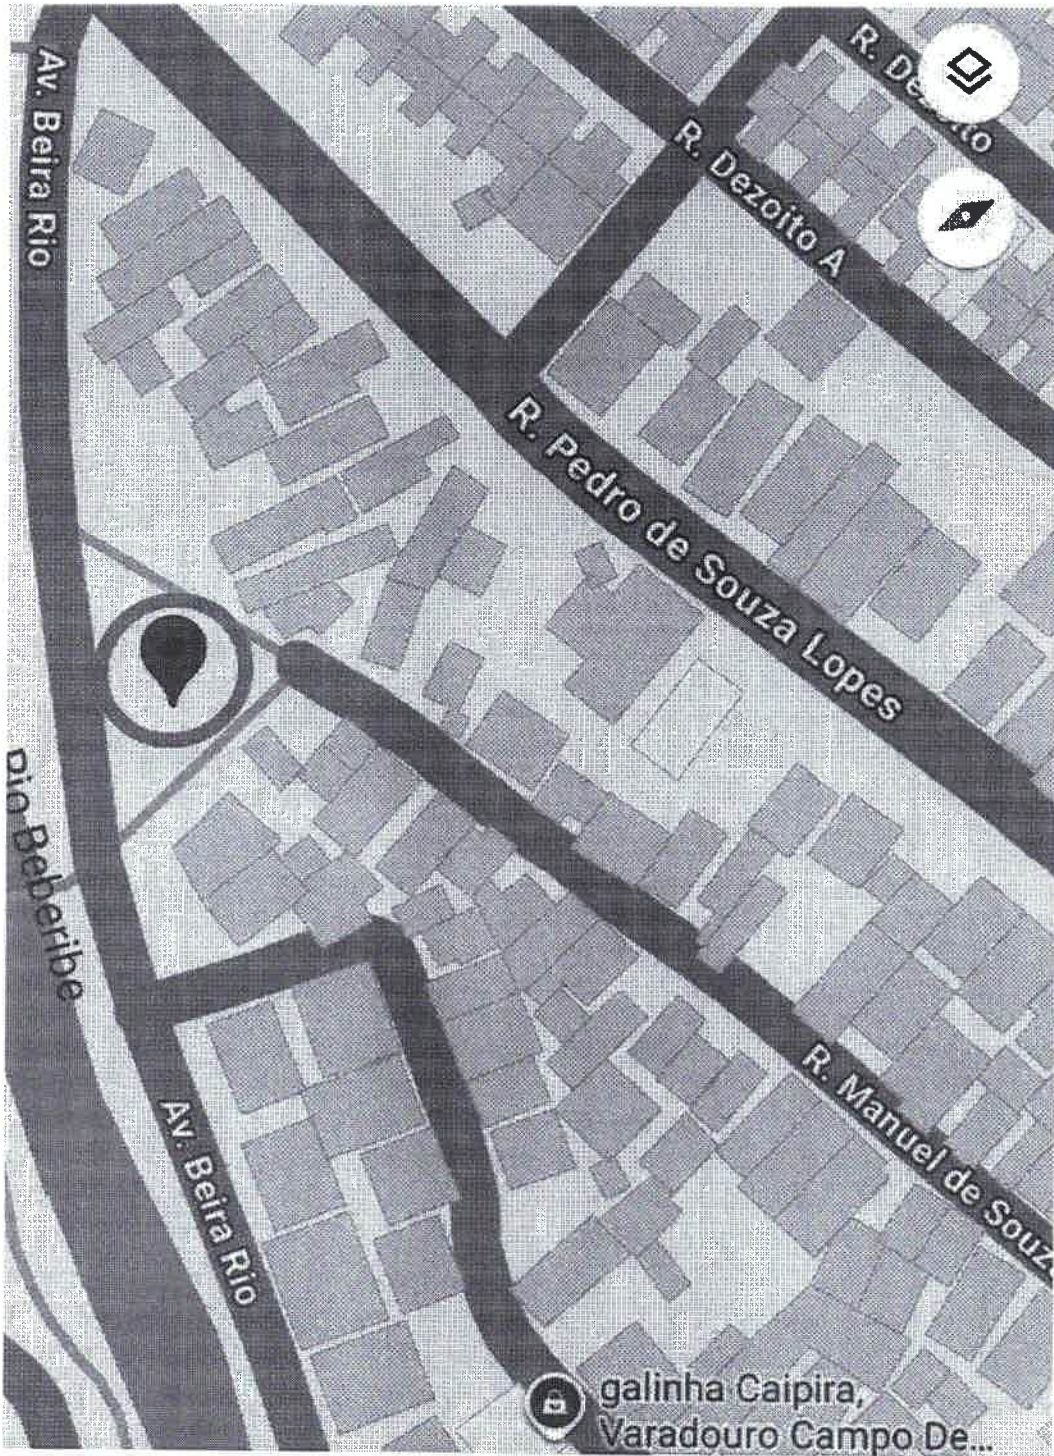 Av. Beira Rio
R. Dezoito
R. Dezoito A
R. Pedro de Souza Lopes
Rio Beberibe
R. Manuel de Souz
Av. Beira Rio
galinha Caipira,
Varadouro Campo De...